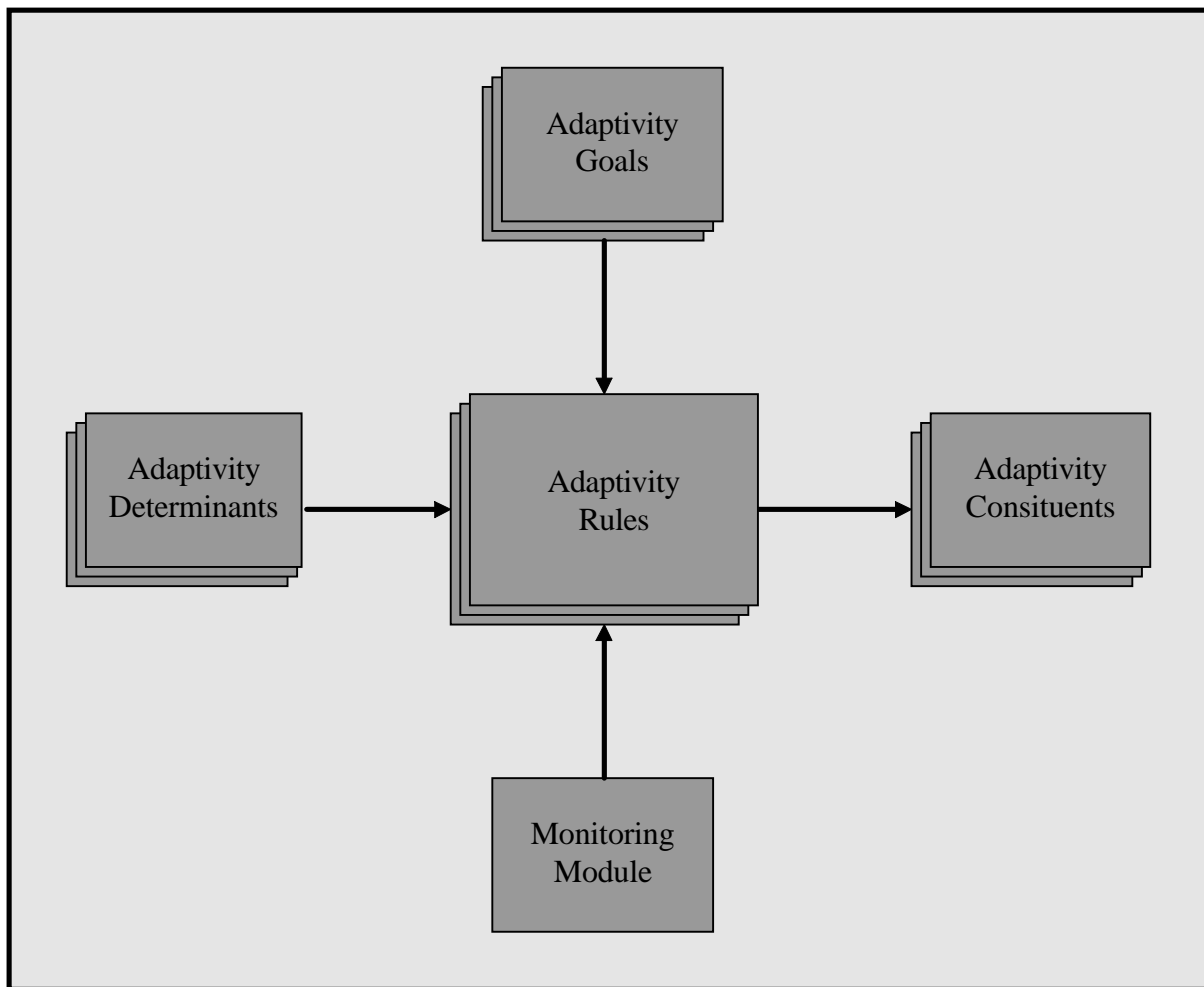 Adaptivity
Goals
Adaptivity
Determinants
Adaptivity
Rules
Adaptivity
Consituents
Monitoring
Module